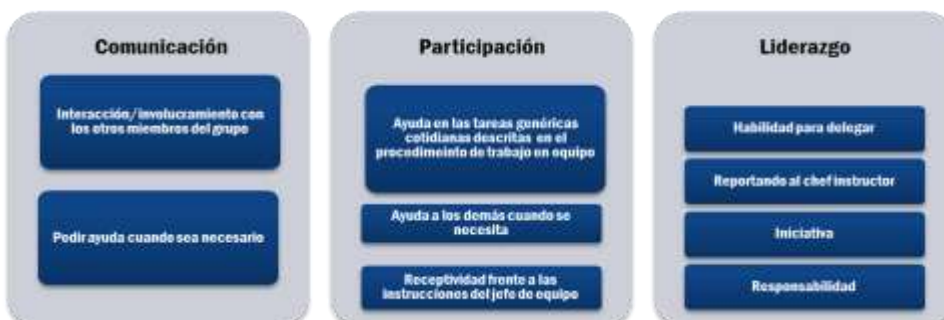 Comunicación
Interacción/involucramiento con
los otros miembros del grupo
Pedir ayuda cuando sea necesario
Participación
Ayuda en las tareas genéricas
cotidianas descritas en el
procedimeinto de trabajo en equipo
Ayuda a los demás cuando se
necesita
Receptividad frente a las
instrucciones del jefe de equipo
Liderazgo
Habilidad para delegar
Reportando al chef instructor
Iniciativa
Responsabilidad